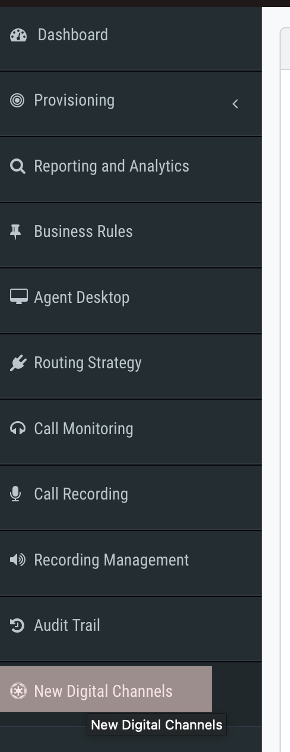 Dashboard
Provisioning
Reporting and Analytics
Business Rules
Agent Desktop
Routing Strategy
Call Monitoring
Call Recording
Recording Management
Audit Trail
New Digital Channels
New Digital Channels